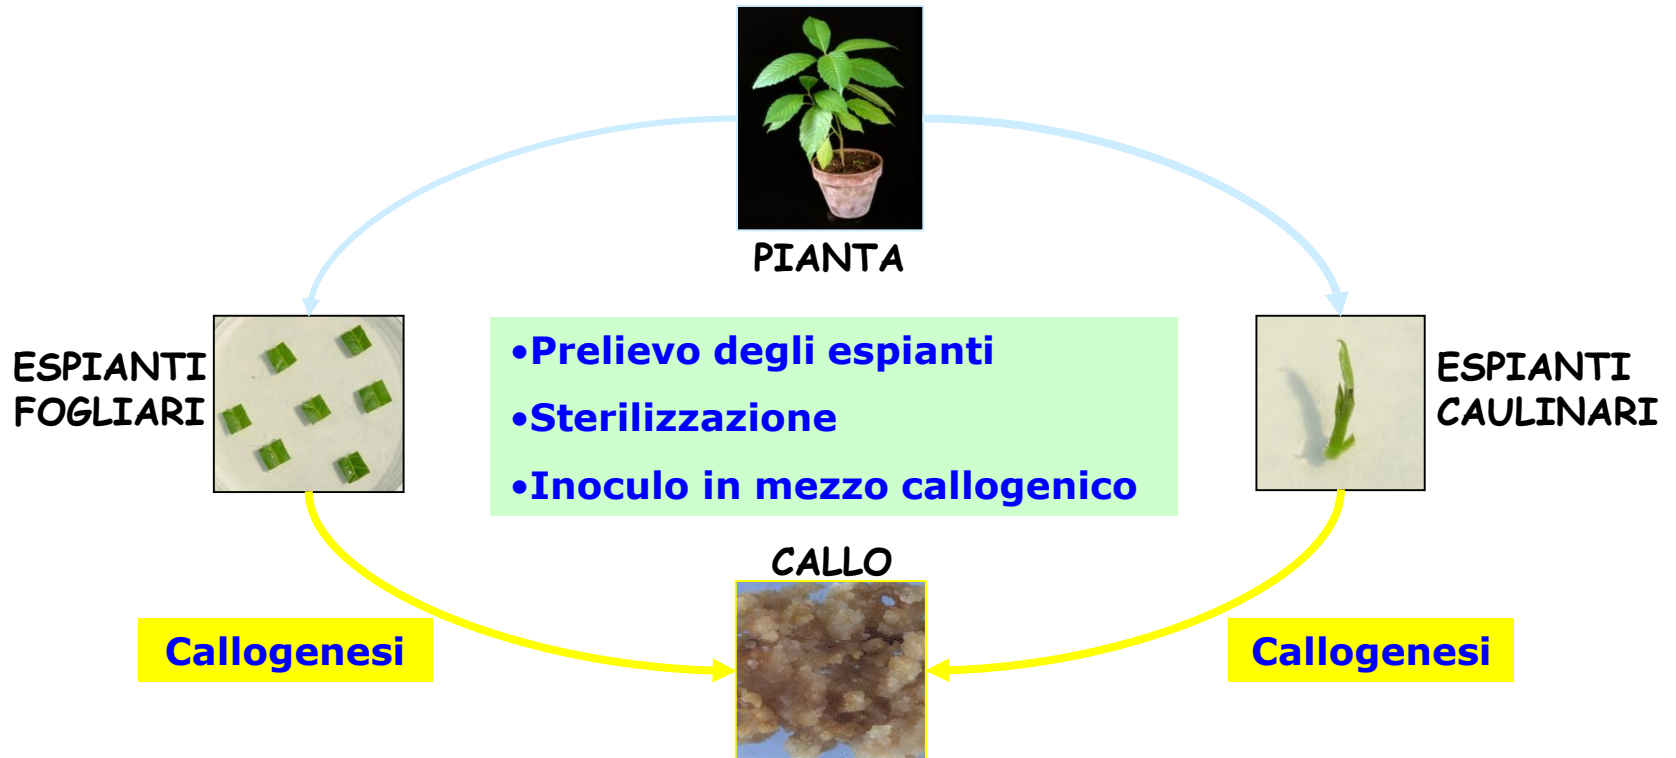 PIANTA
ESPIANTI
FOGLIARI
•Prelievo degli espianti
•Sterilizzazione
•Inoculo in mezzo callogenico
ESPIANTI
CAULINARI
CALLO
Callogenesi
Callogenesi